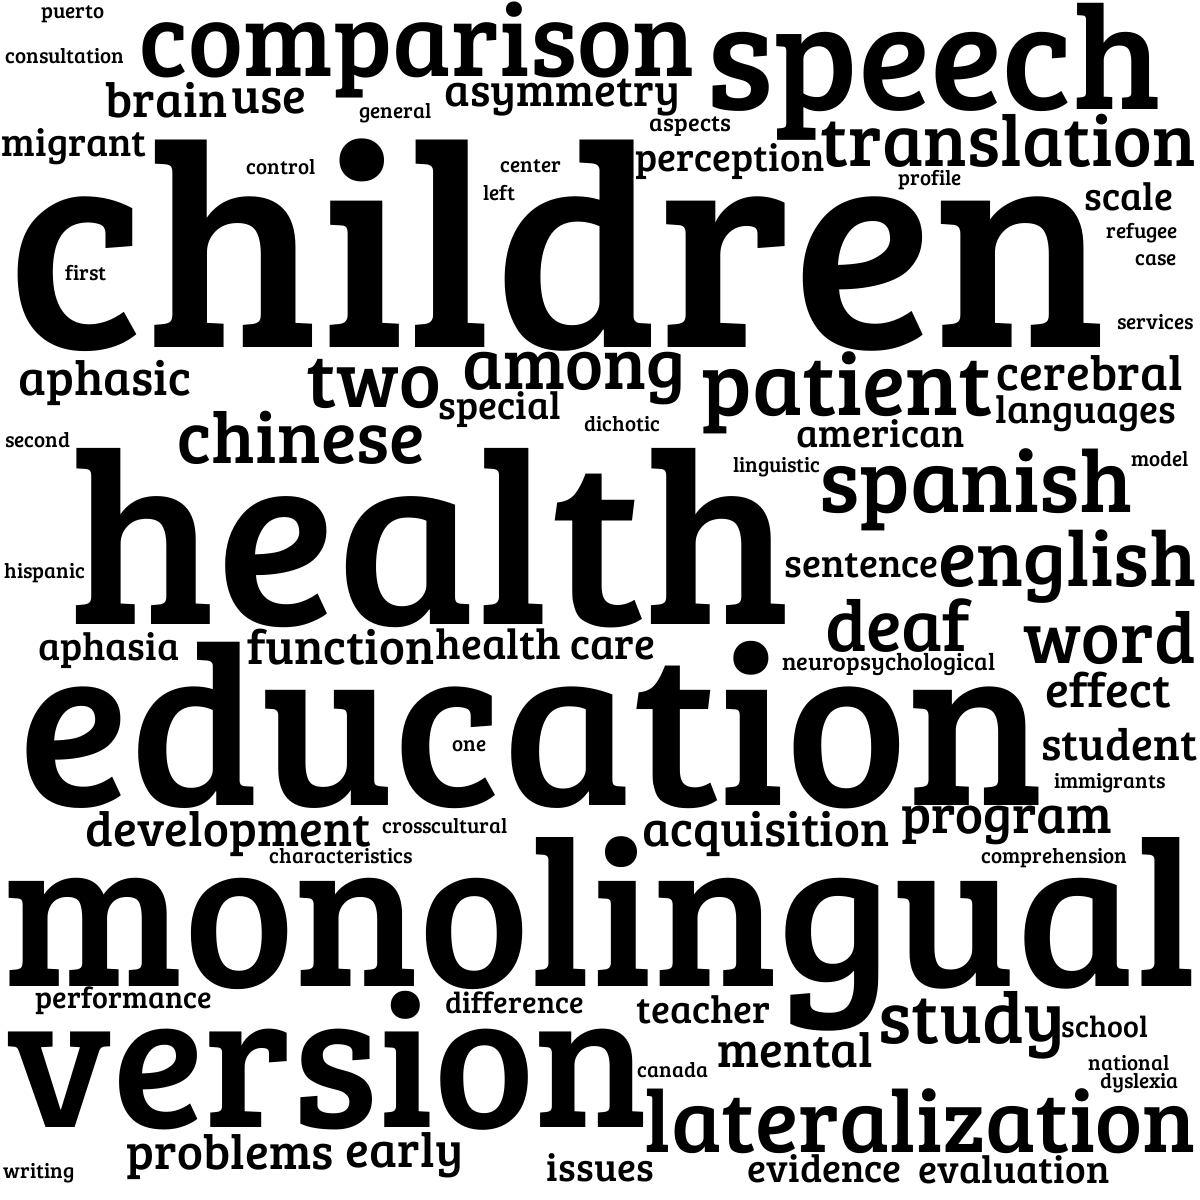 puerto
comparison
speech
consultation
brain
use
asymmetry
general
aspects
translation
migrant
control
center
perception
profile
left
scale
children
refugee
case
first
services
aphasic
two
among
patient
cerebral
special
languages
second
chinese
dichotic
american
linguistic
spanish
model
hispanic
health
sentence
english
deaf
word
aphasia
function
health care
neuropsychological
effect
education
one
student
immigrants
development
crosscultural
acquisition
program
characteristics
comprehension
monolingual
performance
difference
teacher
study
school
version
mental
canada
national
dyslexia
lateralization
problems
early
writing
issues
evidence
evaluation